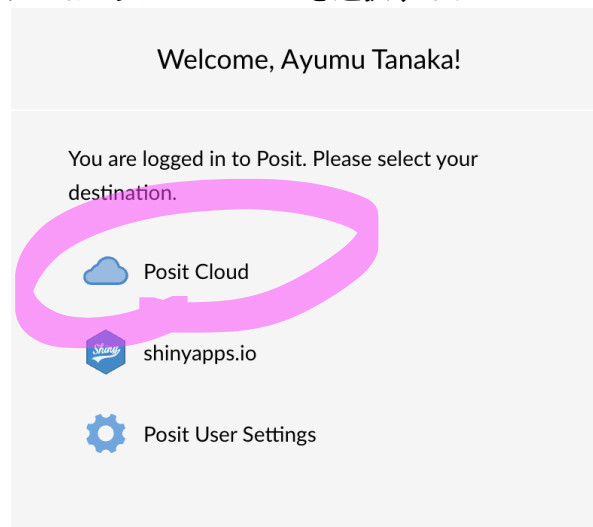 Welcome, Ayumu Tanaka!
You are logged in to Posit. Please select your
destination.
Posit Cloud
Shiny
shinyapps.io
Posit User Settings